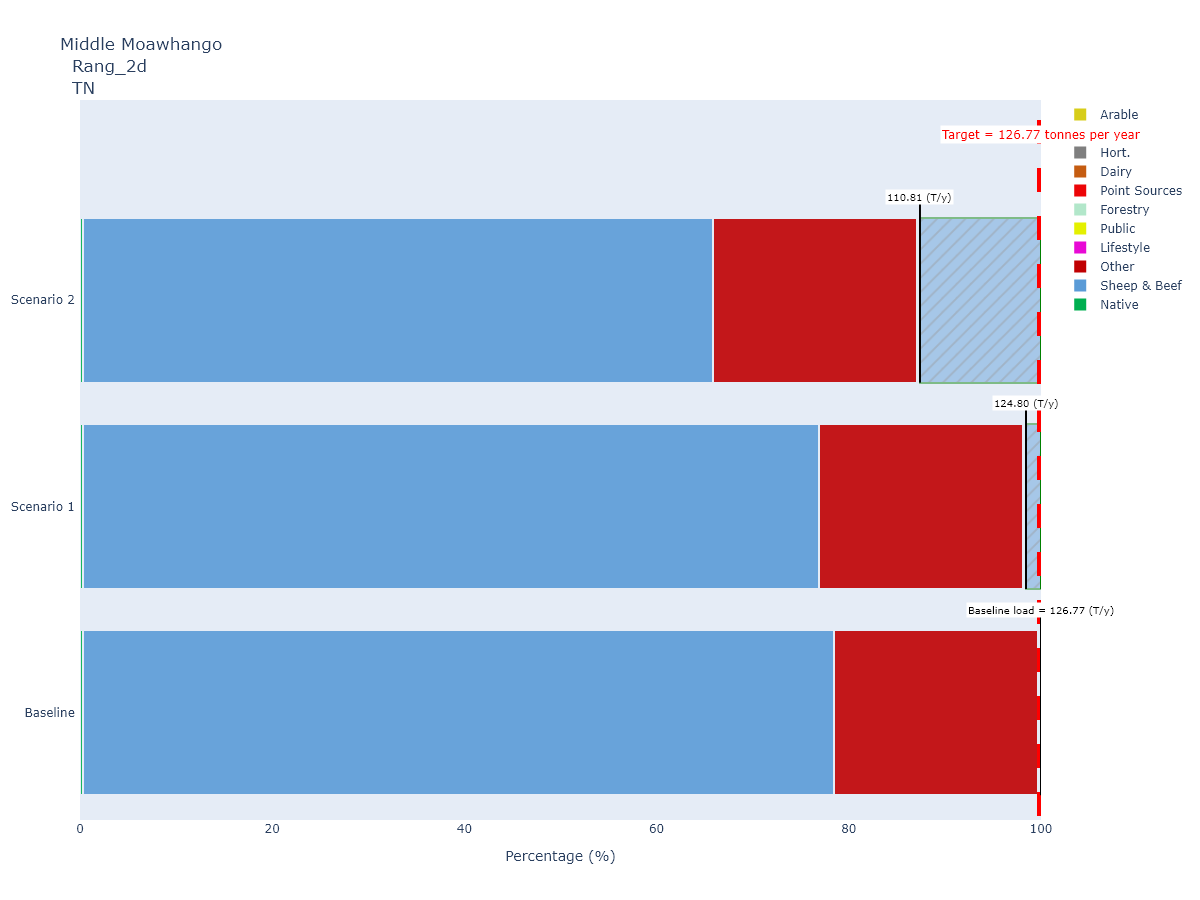 Middle Moawhango
Rang_2d
TN
Arable
Target = 126.77 tonnes per year
Hort.
Dairy
Point Sources
Forestry
Public
Lifestyle
Other
Sheep & Beef
Native
110.81 (T/y)
Scenario 2
124.80 (T/y)
Scenario 1
Baseline load = 126.77 (T/y)
Baseline
0 20 40 60 80 100
Percentage (%)